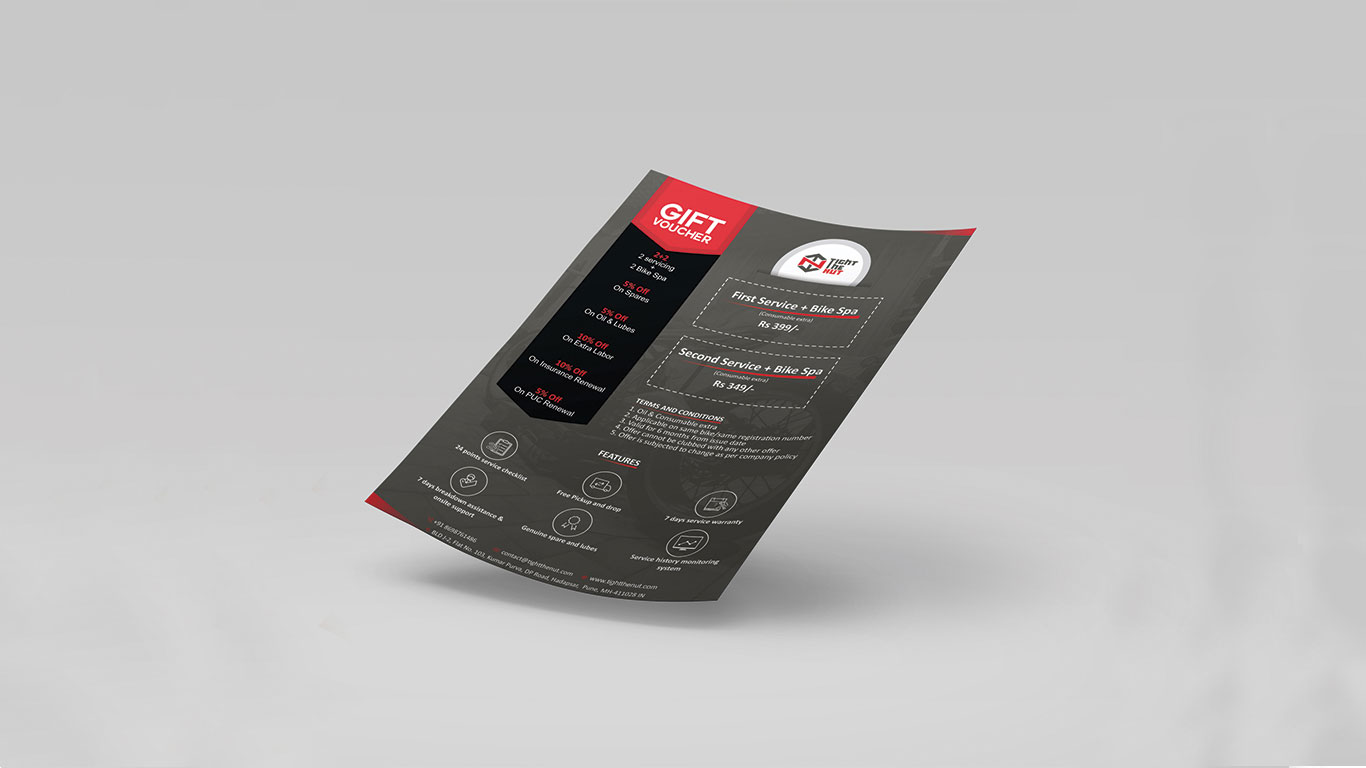 GIFT
VOUCHER
2+2
2 servicing
+
2 Bike Spa
5% Off
On Spares
5% Off
On Oil & Lubes
10% Off
On Extra Labor
10% Off
On Insurance Renewal
5% Off
On PUC Renewal
TIGHT
THE
NUT
First Service + Bike Spa
(Consumable extra)
Rs 399/-
Second Service + Bike Spa
(Consumable extra)
Rs 349/-
TERMS AND CONDITIONS
1. Oil & Consumable extra
2. Applicable on same bike/same registration number
3. Valid for 6 months from issue date
4. Offer cannot be clubbed with any other offer
5. Offer is subjected to change as per company policy
FEATURES
24 points service checklist
Free Pickup and drop
7 days service warranty
7 days breakdown assistance &
onsite support
Genuine spare and lubes
Service history monitoring
system
+91 8698761486
contact@tightthenut.com
www.tightthenut.com
BLD J-2, Flat No. 103, Kumar Purva, DP Road, Hadapsar, Pune, MH-411028 IN